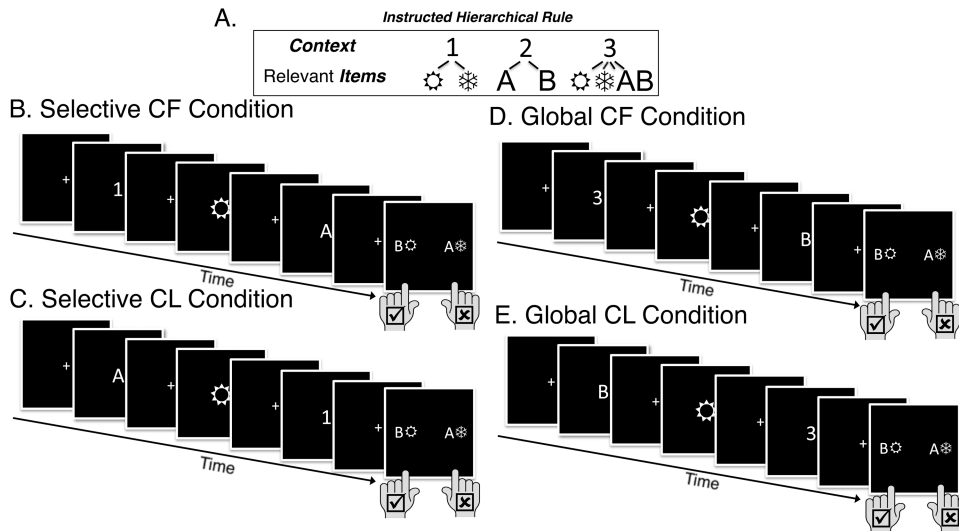 A.
Instructed Hierarchical Rule
Context 1 2 3
Relevant Items A B AB
B. Selective CF Condition
+ 1 + + A + B A
Time
C. Selective CL Condition
+ A + + 1 + B A
Time
D. Global CF Condition
+ 3 + + B + B A
Time
E. Global CL Condition
+ B + + 3 + B A
Time